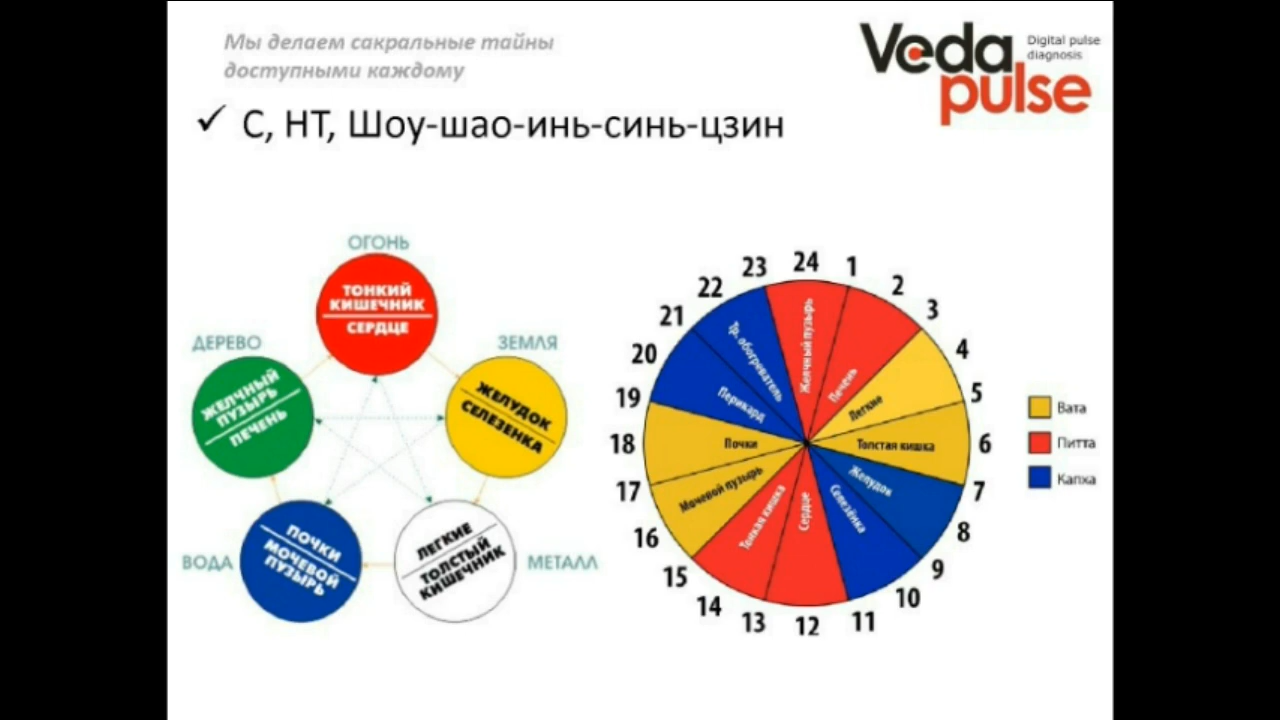 Мы делаем сакральные тайны
доступными каждому
Veda
pulse
Digital pulse
diagnosis
✓ С, НТ, Шоу-шао-инь-синь-цзин
ОГОНЬ
ТОНКИЙ
КИШЕЧНИК
СЕРДЦЕ
ДЕРЕВО
ЖЕЛЧНЫЙ
ПУЗЫРЬ
ПЕЧЕНЬ
ЗЕМЛЯ
ЖЕЛУДОК
СЕЛЕЗЕНКА
ВОДА
ПОЧКИ
МОЧЕВОЙ
ПУЗЫРЬ
ЛЕГКИЕ
ТОЛСТЫЙ
КИШЕЧНИК
МЕТАЛЛ
24
1
2
3
4
5
6
7
8
9
10
11
12
13
14
15
16
17
18
19
20
21
22
23
Желчный пузырь
Печень
Легкие
Толстая кишка
Желудок
Селезёнка
Сердце
Тонкая кишка
Мочевой пузырь
Почки
Перикард
Тр. обогреватель
Вата
Питта
Капха